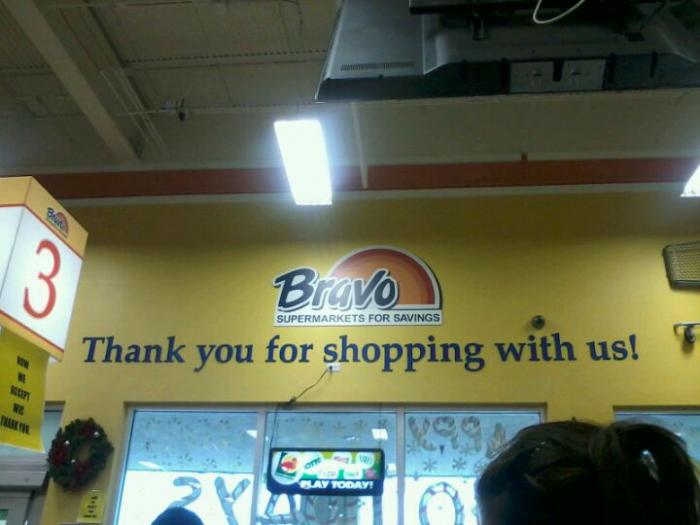 Bravo
3
NOW
WE
ACCEPT
WIC
THANK YOU.
Bravo
SUPERMARKETS FOR SAVINGS
Thank you for shopping with us!
PLAY TODAY!